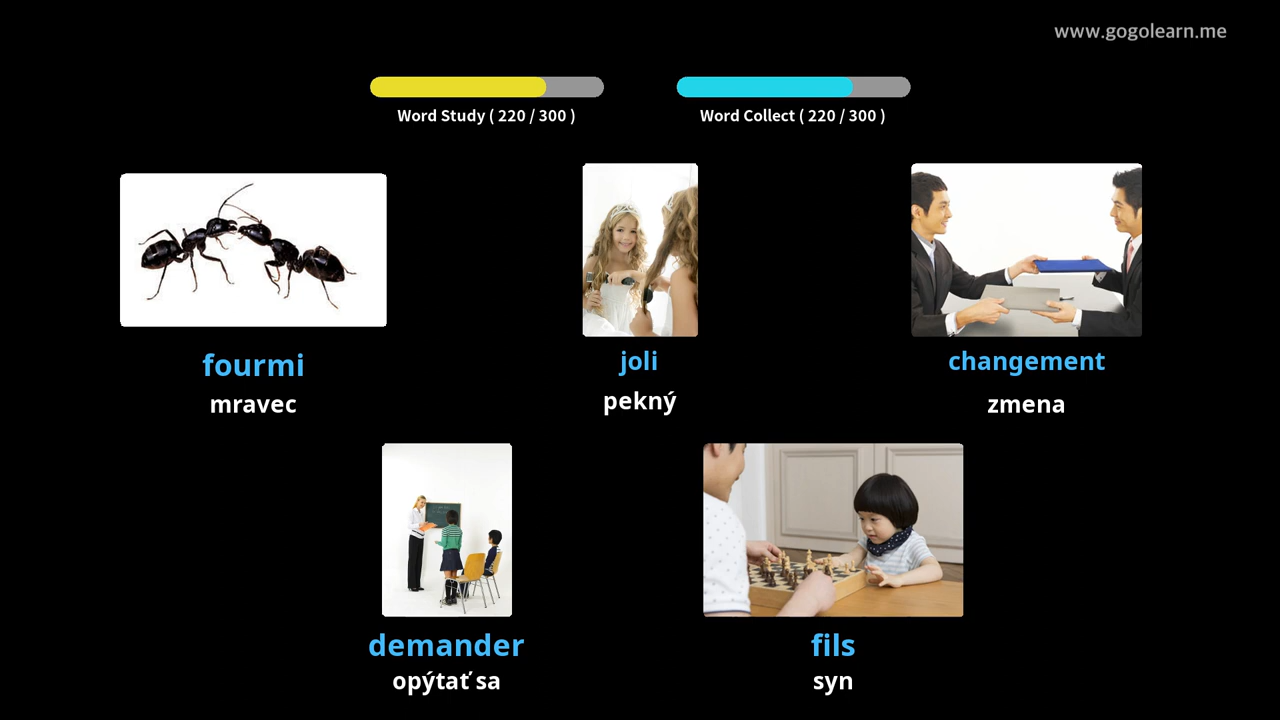 www.gogolearn.me
Word Study ( 220 / 300 )
Word Collect ( 220 / 300 )
fourmi
mravec
joli
pekný
changement
zmena
demander
opýtať sa
fils
syn